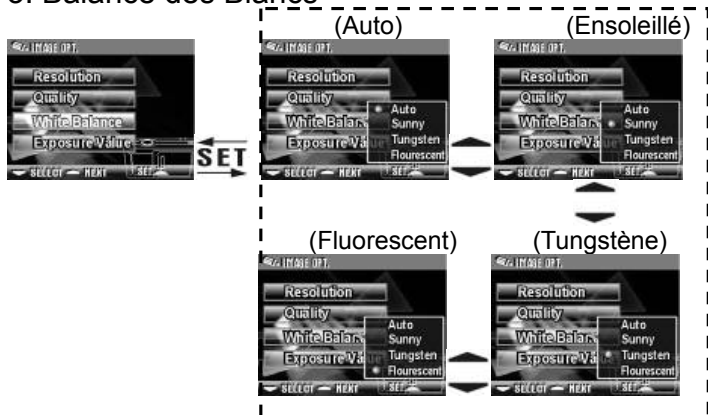 Balance des Blancs
(Auto)
IMAGE OPT.
Resolution
Quality
White Balance
Exposure Value
SELECT NEXT
SET
IMAGE OPT.
Resolution
Quality
White Balan
Exposure Va
Auto
Sunny
Tungsten
Flourescent
SELECT NEXT SET
(Ensoleillé)
IMAGE OPT.
Resolution
Quality
White Balan
Exposure Va
Auto
Sunny
Tungsten
Flourescent
SELECT NEXT SET
(Fluorescent)
IMAGE OPT.
Resolution
Quality
White Balan
Exposure Va
Auto
Sunny
Tungsten
Flourescent
SELECT NEXT SET
(Tungstène)
IMAGE OPT.
Resolution
Quality
White Balan
Exposure Va
Auto
Sunny
Tungsten
Flourescent
SELECT NEXT SET